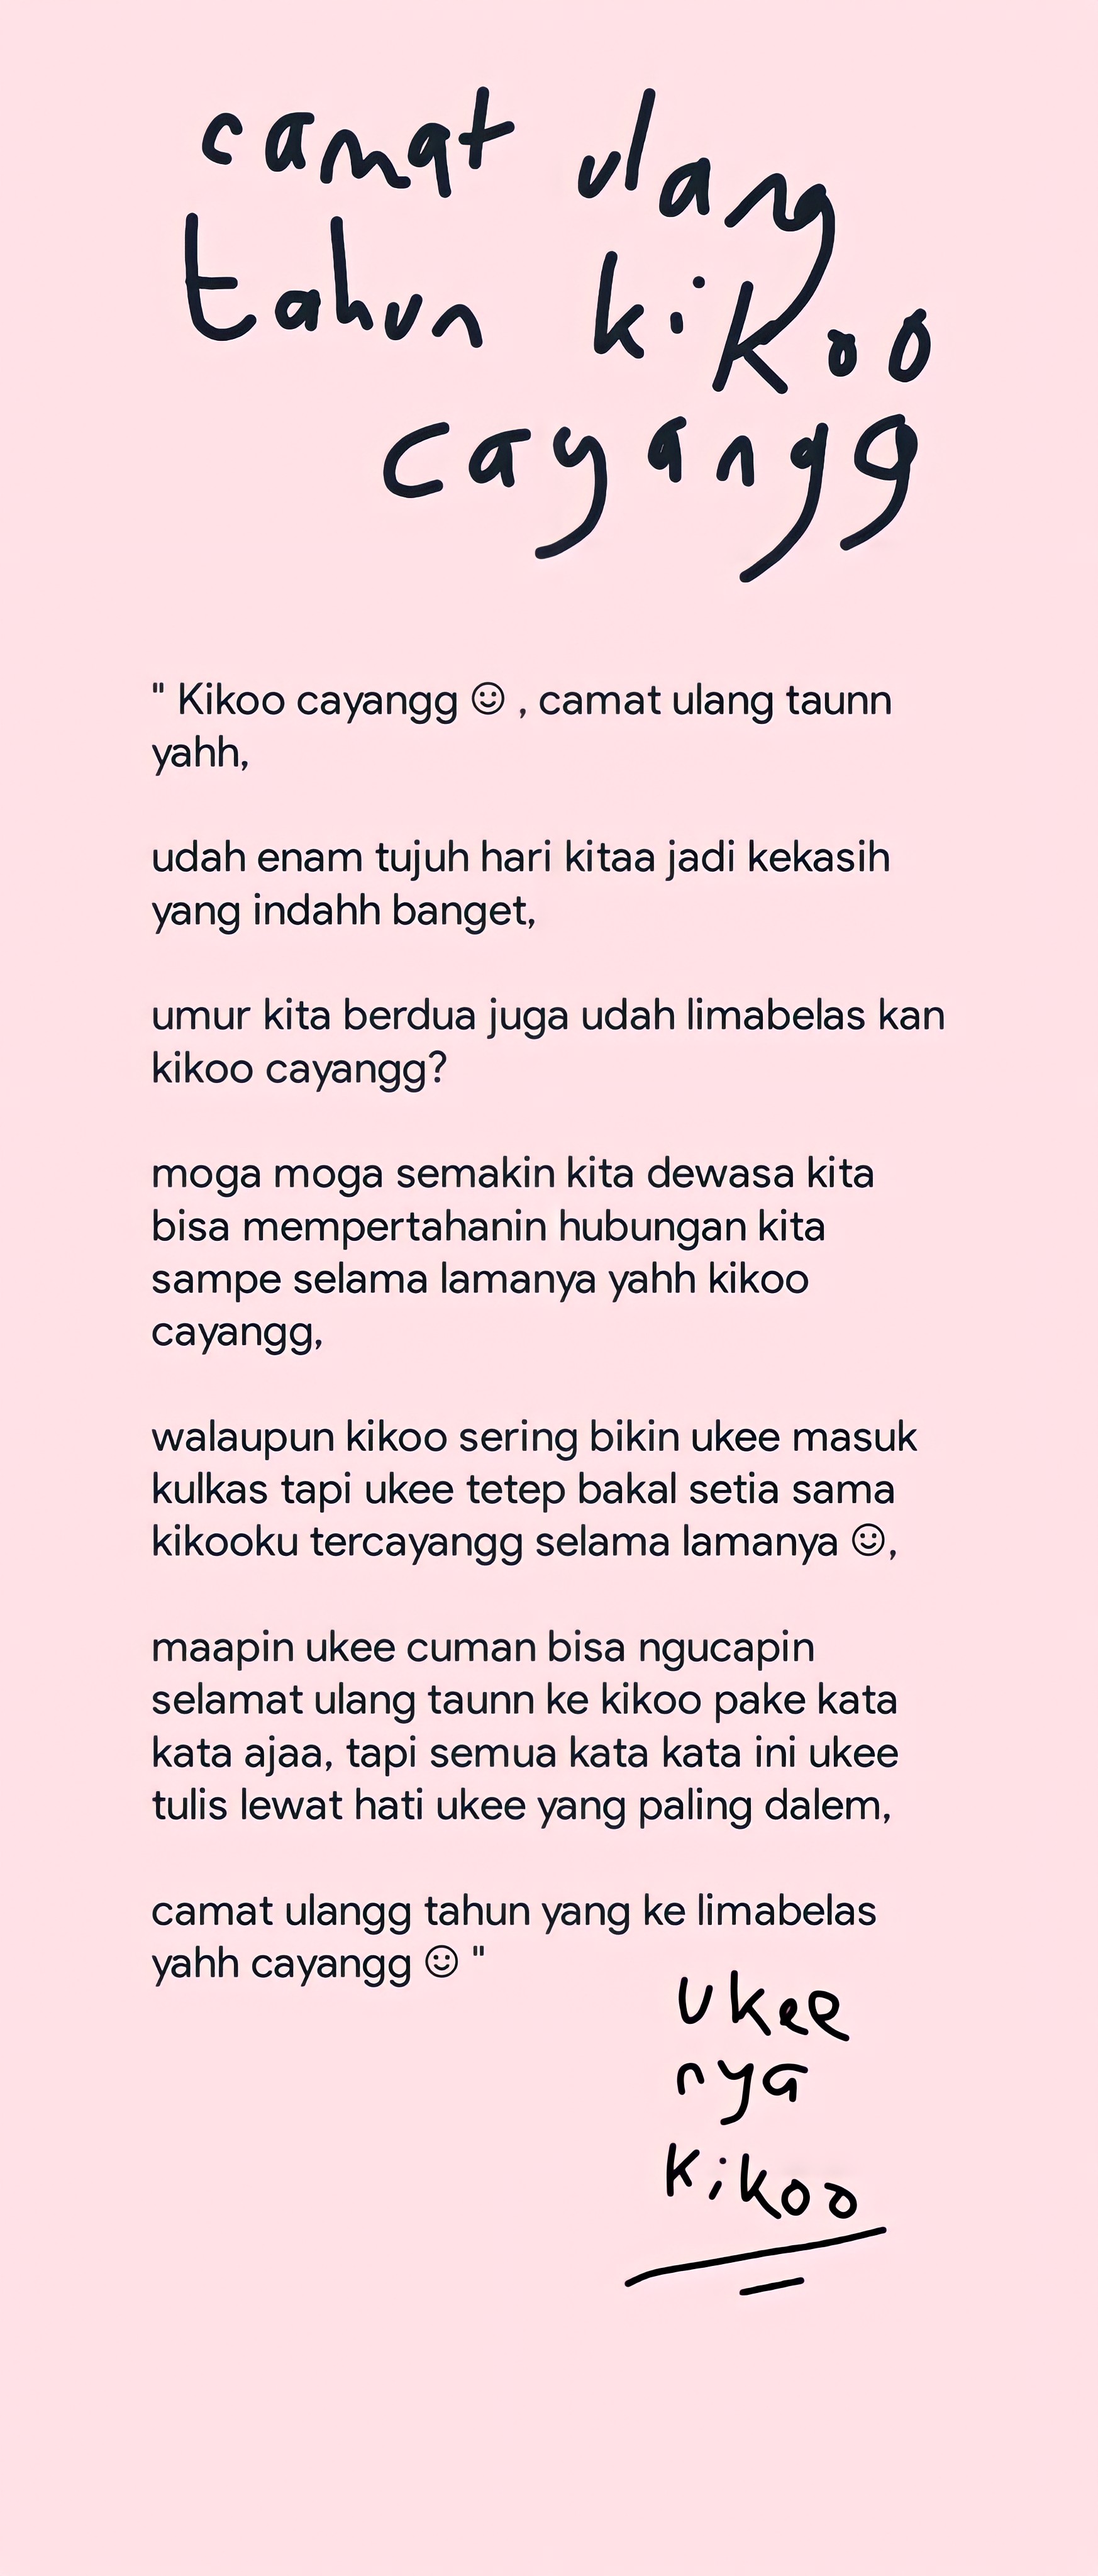 camat ulang
tahun kikoo
cayangg
" Kikoo cayangg ☺ , camat ulang taunn
yahh,
udah enam tujuh hari kitaa jadi kekasih
yang indahh banget,
umur kita berdua juga udah limabelas kan
kikoo cayangg?
moga moga semakin kita dewasa kita
bisa mempertahanin hubungan kita
sampe selama lamanya yahh kikoo
cayangg,
walaupun kikoo sering bikin ukee masuk
kulkas tapi ukee tetep bakal setia sama
kikooku tercayangg selama lamanya ☺,
maapin ukee cuman bisa ngucapin
selamat ulang taunn ke kikoo pake kata
kata ajaa, tapi semua kata kata ini ukee
tulis lewat hati ukee yang paling dalem,
camat ulangg tahun yang ke limabelas
yahh cayangg ☺ "
ukee
nya
kikoo